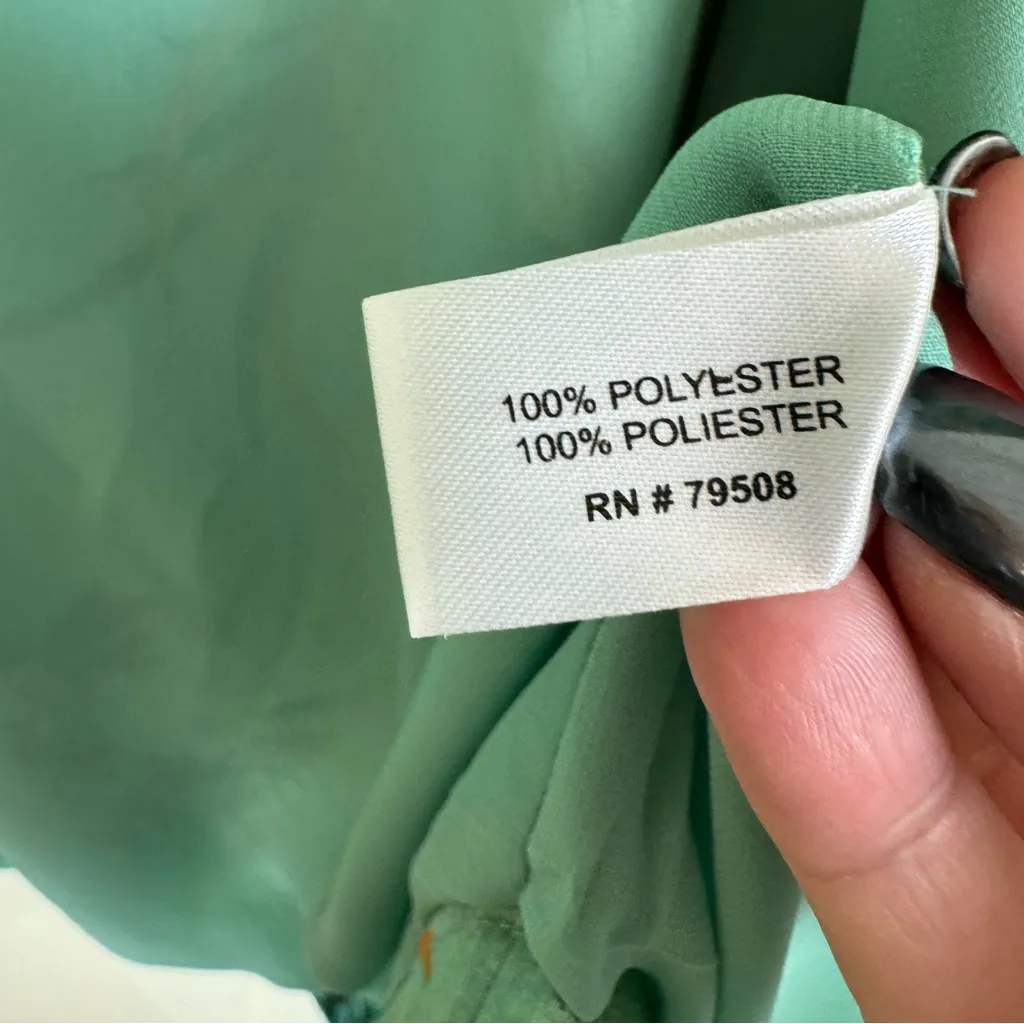 100% POLYESTER
100% POLIESTER
RN # 79508